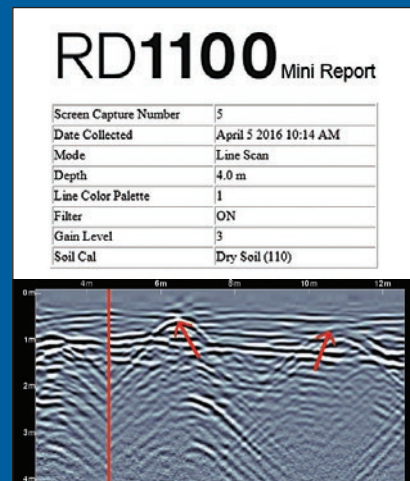 RD1100 Mini Report
Screen Capture Number 5
Date Collected April 5 2016 10:14 AM
Mode Line Scan
Depth 4.0 m
Line Color Palette 1
Filter ON
Gain Level 3
Soil Cal Dry Soil (110)
4m 6m 8m 10m 12m
0m
1m
2m
3m
4m